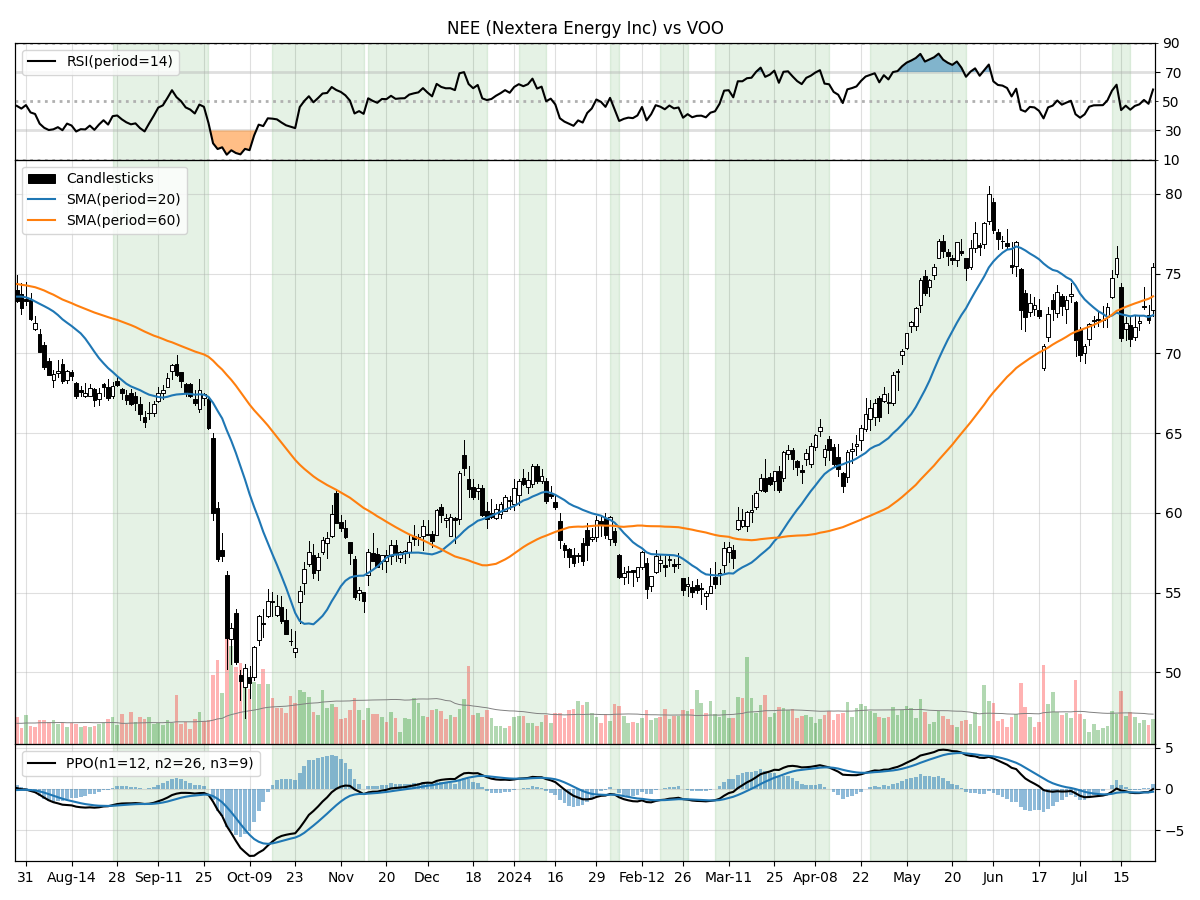 NEE (Nextera Energy Inc) vs VOO
RSI(period=14)
90
70
50
30
10
Candlesticks
SMA(period=20)
SMA(period=60)
80
75
70
65
60
55
50
PPO(n1=12, n2=26, n3=9)
5
0
−5
31 Aug-14 28 Sep-11 25 Oct-09 23 Nov 20 Dec 18 2024 16 29 Feb-12 26 Mar-11 25 Apr-08 22 May 20 Jun 17 Jul 15